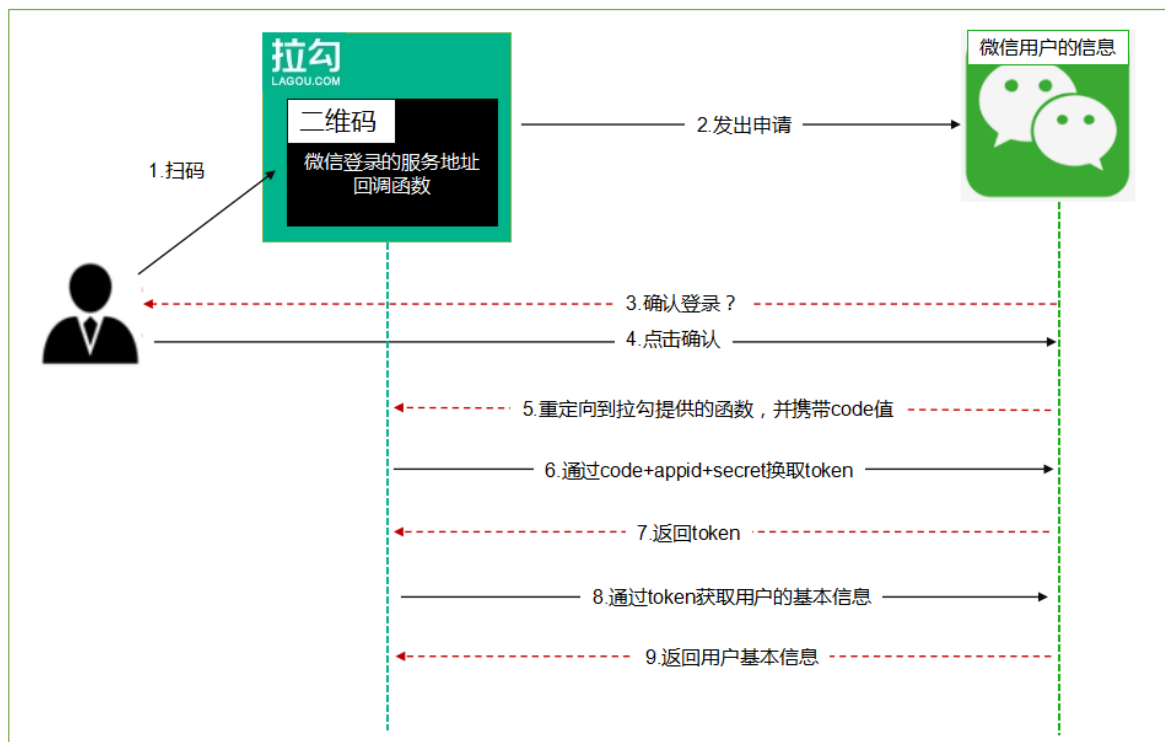 拉勾
LAGOU.COM
二维码
微信登录的服务地址
回调函数
微信用户的信息
1.扫码
2.发出申请
3.确认登录？
4.点击确认
5.重定向到拉勾提供的函数，并携带code值
6.通过code+appid+secret换取token
7.返回token
8.通过token获取用户的基本信息
9.返回用户基本信息